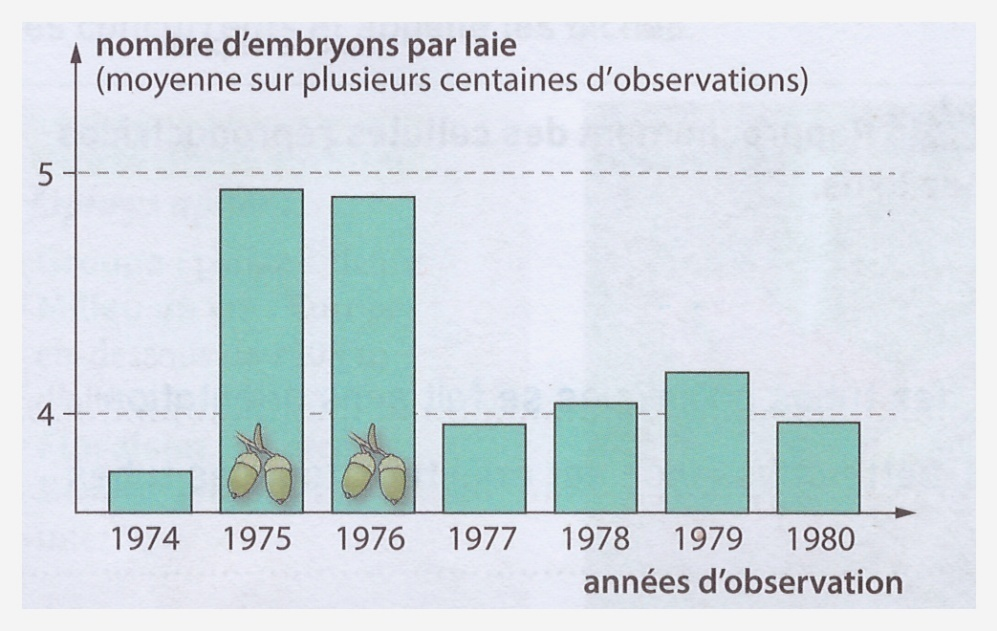 nombre d'embryons par laie
(moyenne sur plusieurs centaines d'observations)
5
4
1974 1975 1976 1977 1978 1979 1980
années d'observation